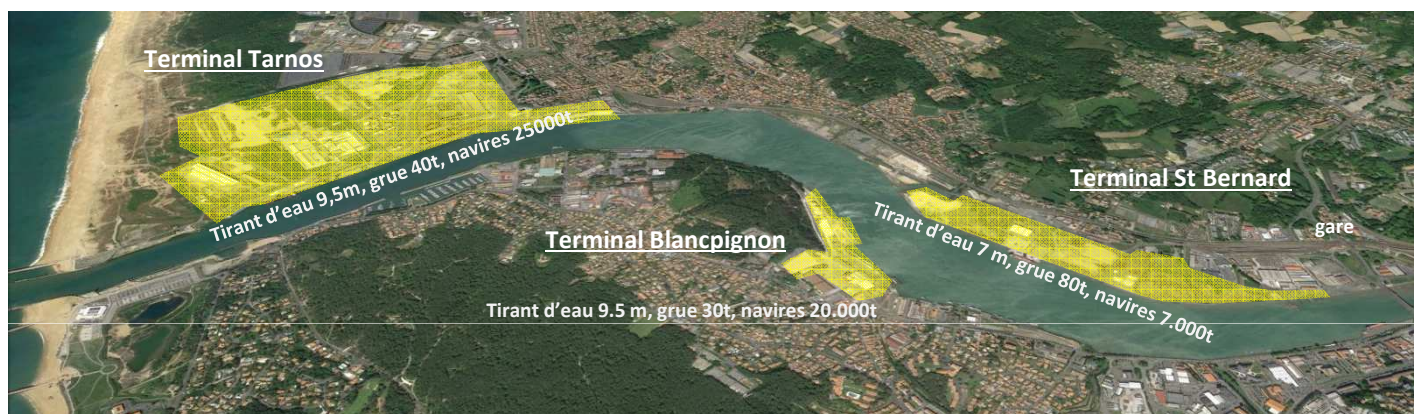 Terminal Tarnos
Tirant d'eau 9,5m, grue 40t, navires 25000t
Terminal St Bernard
Tirant d'eau 7 m, grue 80t, navires 7.000t
gare
Terminal Blancpignon
Tirant d'eau 9.5 m, grue 30t, navires 20.000t